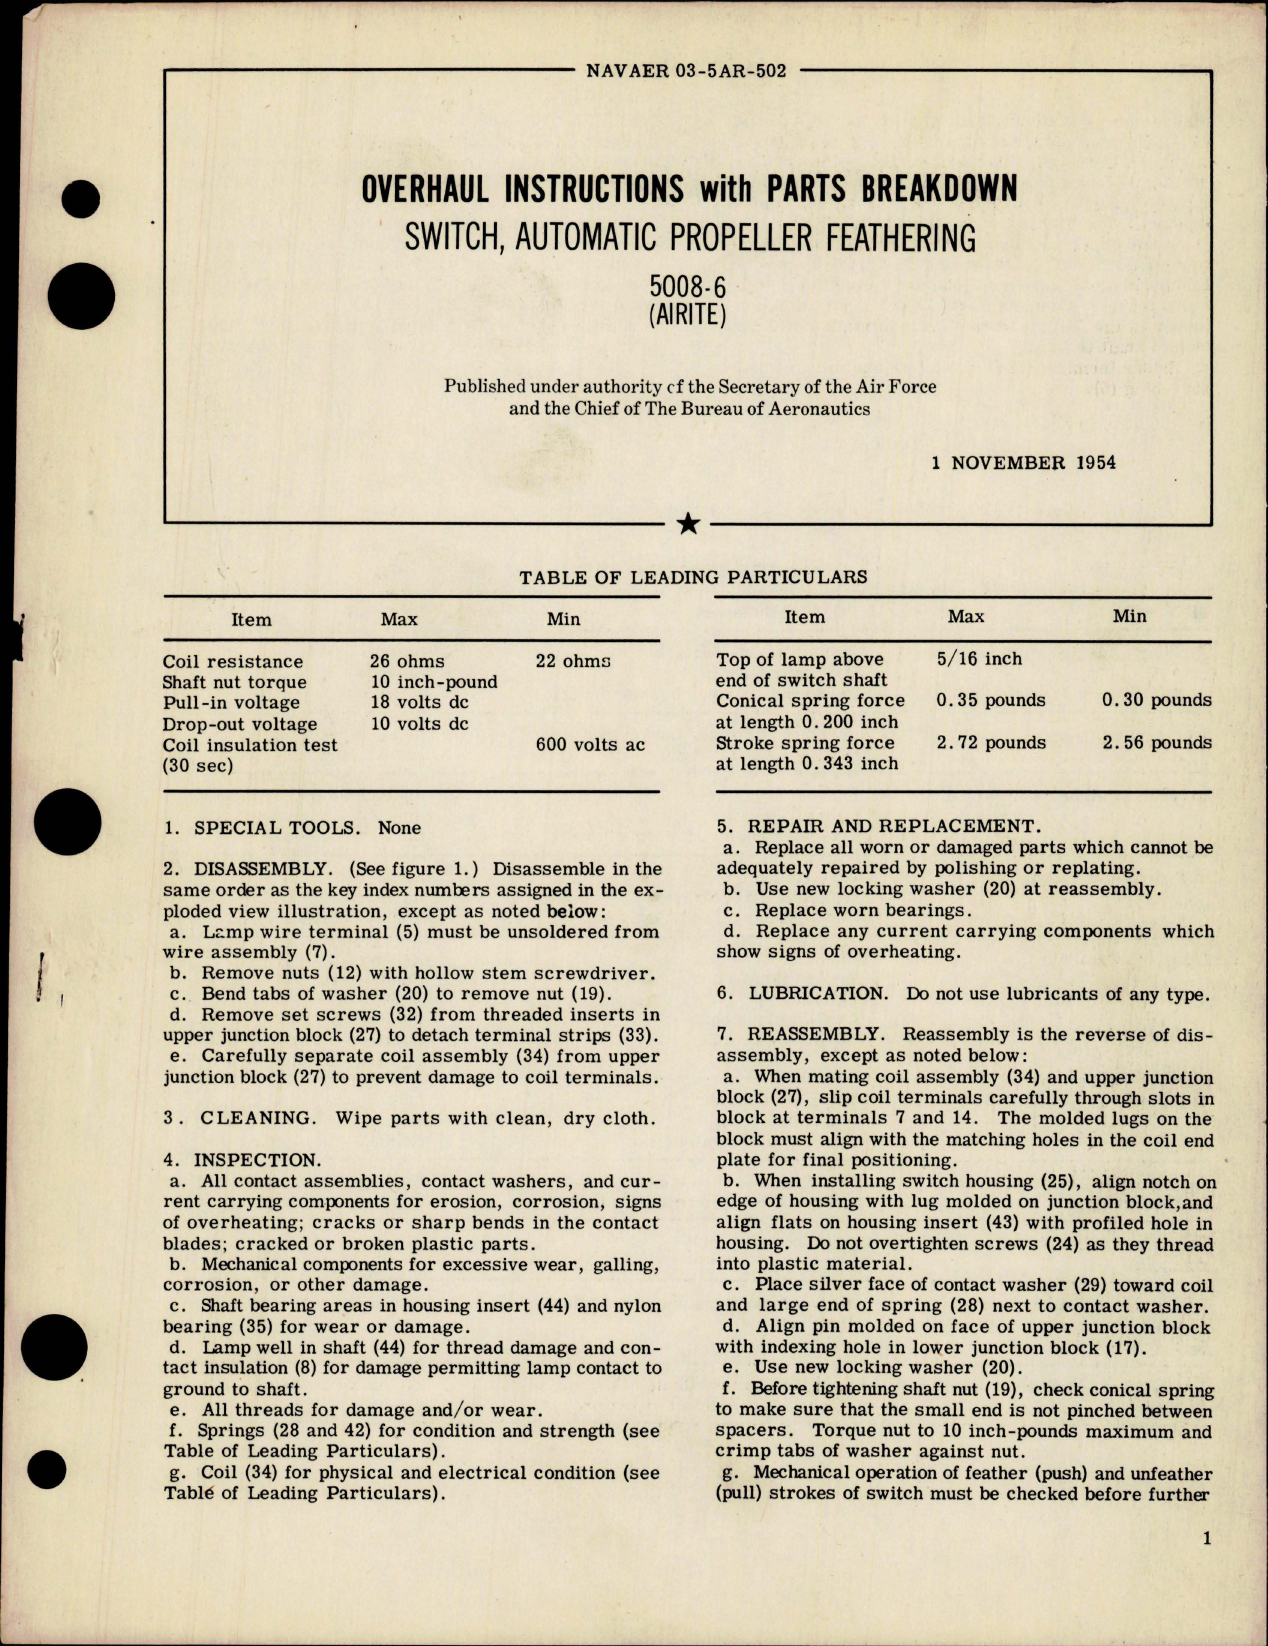 NAVAER 03-5AR-502
OVERHAUL INSTRUCTIONS with PARTS BREAKDOWN
SWITCH, AUTOMATIC PROPELLER FEATHERING
5008-6
(AIRITE)
Published under authority of the Secretary of the Air Force
and the Chief of The Bureau of Aeronautics
1 NOVEMBER 1954
TABLE OF LEADING PARTICULARS
Item Max Min
Coil resistance 26 ohms 22 ohms
Shaft nut torque 10 inch-pound
Pull-in voltage 18 volts dc
Drop-out voltage 10 volts dc
Coil insulation test 600 volts ac
(30 sec)
Item Max Min
Top of lamp above 5/16 inch
end of switch shaft
Conical spring force 0.35 pounds 0.30 pounds
at length 0.200 inch
Stroke spring force 2.72 pounds 2.56 pounds
at length 0.343 inch
1. SPECIAL TOOLS. None
2. DISASSEMBLY. (See figure 1.) Disassemble in the
same order as the key index numbers assigned in the ex-
ploded view illustration, except as noted below:
a. Lamp wire terminal (5) must be unsoldered from
wire assembly (7).
b. Remove nuts (12) with hollow stem screwdriver.
c. Bend tabs of washer (20) to remove nut (19).
d. Remove set screws (32) from threaded inserts in
upper junction block (27) to detach terminal strips (33).
e. Carefully separate coil assembly (34) from upper
junction block (27) to prevent damage to coil terminals.
3. CLEANING. Wipe parts with clean, dry cloth.
4. INSPECTION.
a. All contact assemblies, contact washers, and cur-
rent carrying components for erosion, corrosion, signs
of overheating; cracks or sharp bends in the contact
blades; cracked or broken plastic parts.
b. Mechanical components for excessive wear, galling,
corrosion, or other damage.
c. Shaft bearing areas in housing insert (44) and nylon
bearing (35) for wear or damage.
d. Lamp well in shaft (44) for thread damage and con-
tact insulation (8) for damage permitting lamp contact to
ground to shaft.
e. All threads for damage and/or wear.
f. Springs (28 and 42) for condition and strength (see
Table of Leading Particulars).
g. Coil (34) for physical and electrical condition (see
Table of Leading Particulars).
5. REPAIR AND REPLACEMENT.
a. Replace all worn or damaged parts which cannot be
adequately repaired by polishing or replating.
b. Use new locking washer (20) at reassembly.
c. Replace worn bearings.
d. Replace any current carrying components which
show signs of overheating.
6. LUBRICATION. Do not use lubricants of any type.
7. REASSEMBLY. Reassembly is the reverse of dis-
assembly, except as noted below:
a. When mating coil assembly (34) and upper junction
block (27), slip coil terminals carefully through slots in
block at terminals 7 and 14. The molded lugs on the
block must align with the matching holes in the coil end
plate for final positioning.
b. When installing switch housing (25), align notch on
edge of housing with lug molded on junction block,and
align flats on housing insert (43) with profiled hole in
housing. Do not overtighten screws (24) as they thread
into plastic material.
c. Place silver face of contact washer (29) toward coil
and large end of spring (28) next to contact washer.
d. Align pin molded on face of upper junction block
with indexing hole in lower junction block (17).
e. Use new locking washer (20).
f. Before tightening shaft nut (19), check conical spring
to make sure that the small end is not pinched between
spacers. Torque nut to 10 inch-pounds maximum and
crimp tabs of washer against nut.
g. Mechanical operation of feather (push) and unfeather
(pull) strokes of switch must be checked before further
1